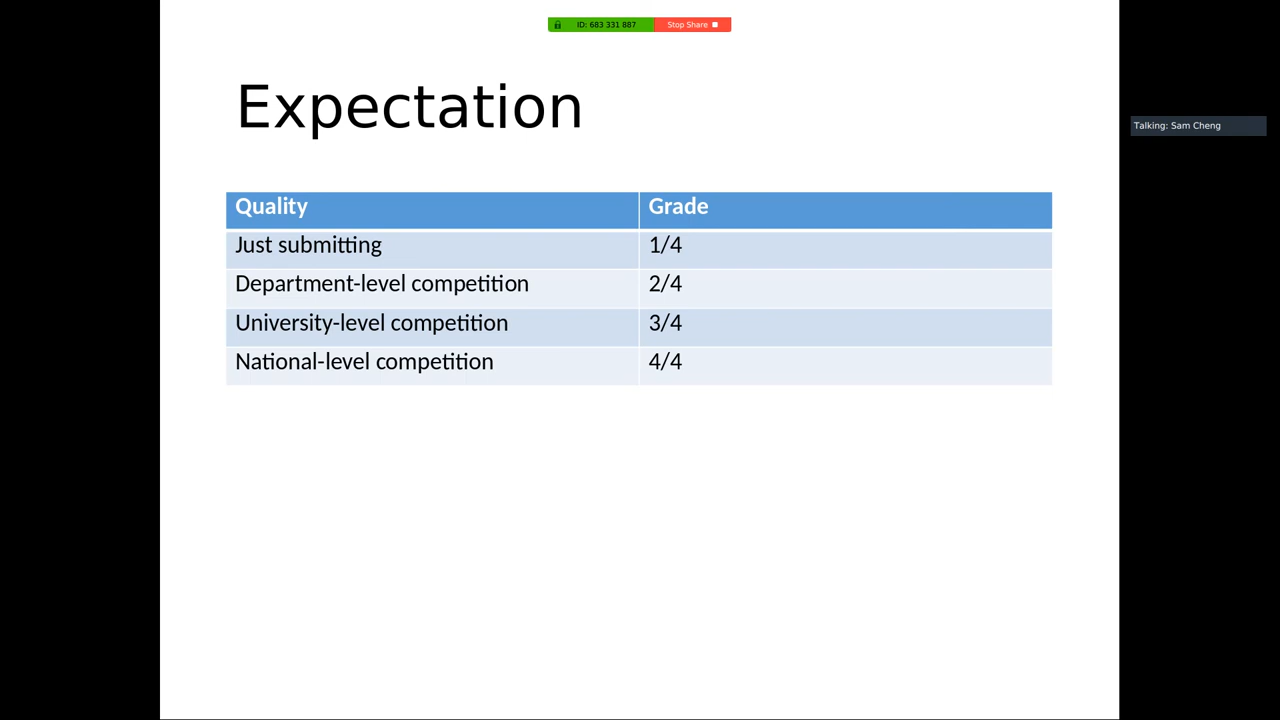 ID: 683 331 887 Stop Share
Expectation
Talking: Sam Cheng
Quality Grade
Just submitting 1/4
Department-level competition 2/4
University-level competition 3/4
National-level competition 4/4